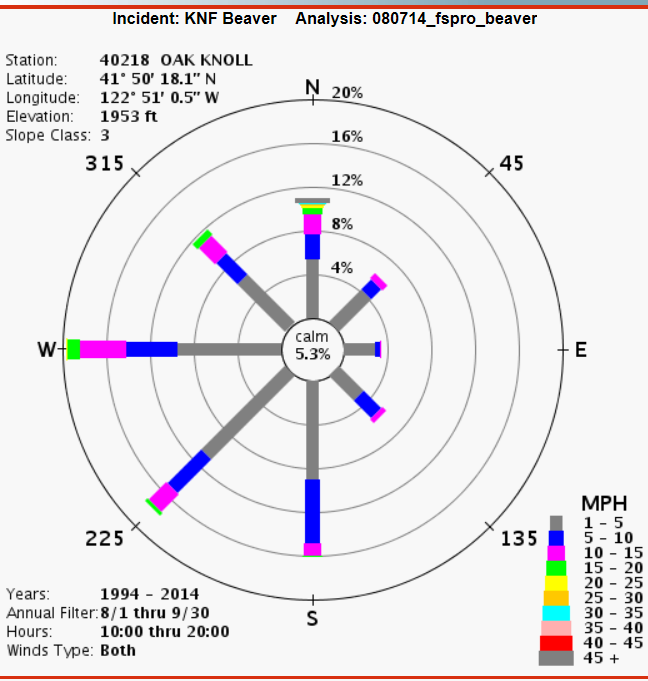 Incident: KNF Beaver Analysis: 080714_fspro_beaver
Station: 40218 OAK KNOLL
Latitude: 41° 50′ 18.1″ N
Longitude: 122° 51′ 0.5″ W
Elevation: 1953 ft
Slope Class: 3
N
20%
16%
315
45
12%
8%
4%
calm
5.3%
W
E
225
135
S
MPH
1 - 5
5 - 10
10 - 15
15 - 20
20 - 25
25 - 30
30 - 35
35 - 40
40 - 45
45 +
Years: 1994 - 2014
Annual Filter: 8/1 thru 9/30
Hours: 10:00 thru 20:00
Winds Type: Both